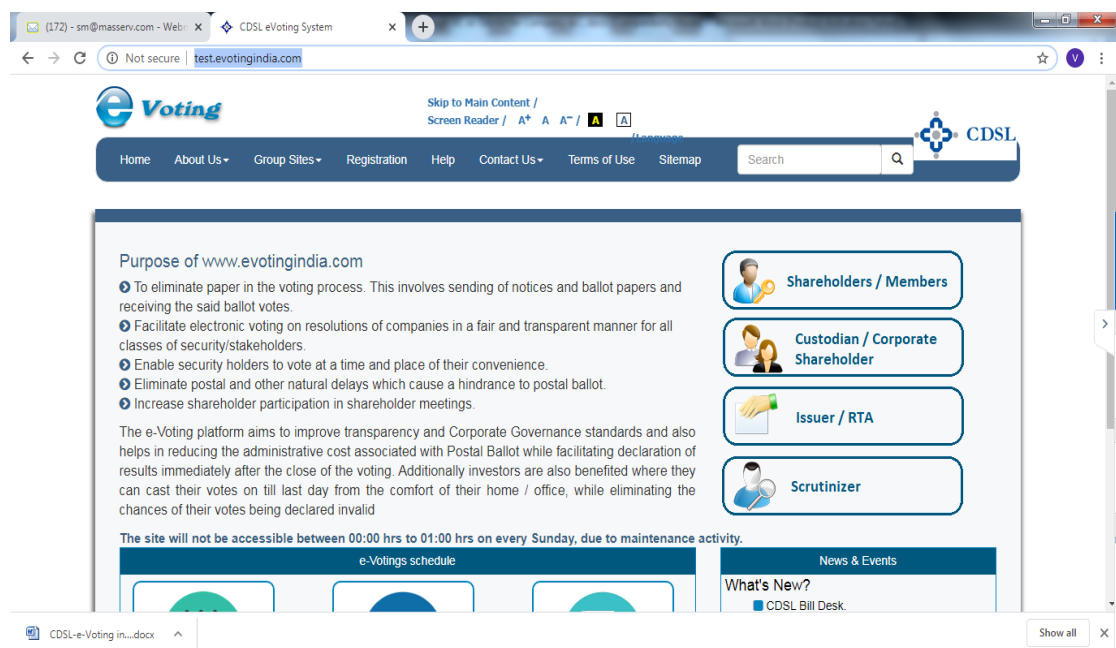 (172) - sm@masserv.com - Web
CDSL eVoting System
Not secure | test.evotingindia.com
V
e Voting
Skip to Main Content /
Screen Reader / A+ A A- / A A
/Language
CDSL
Home About Us Group Sites Registration Help Contact Us Terms of Use Sitemap Search
Purpose of www.evotingindia.com
To eliminate paper in the voting process. This involves sending of notices and ballot papers and
receiving the said ballot votes.
Facilitate electronic voting on resolutions of companies in a fair and transparent manner for all
classes of security/stakeholders.
Enable security holders to vote at a time and place of their convenience.
Eliminate postal and other natural delays which cause a hindrance to postal ballot.
Increase shareholder participation in shareholder meetings.
The e-Voting platform aims to improve transparency and Corporate Governance standards and also
helps in reducing the administrative cost associated with Postal Ballot while facilitating declaration of
results immediately after the close of the voting. Additionally investors are also benefited where they
can cast their votes on till last day from the comfort of their home / office, while eliminating the
chances of their votes being declared invalid
Shareholders / Members
Custodian / Corporate
Shareholder
Issuer / RTA
Scrutinizer
The site will not be accessible between 00:00 hrs to 01:00 hrs on every Sunday, due to maintenance activity.
e-Votings schedule
News & Events
What's New?
CDSL Bill Desk.
CDSL-e-Voting in....docx
Show all